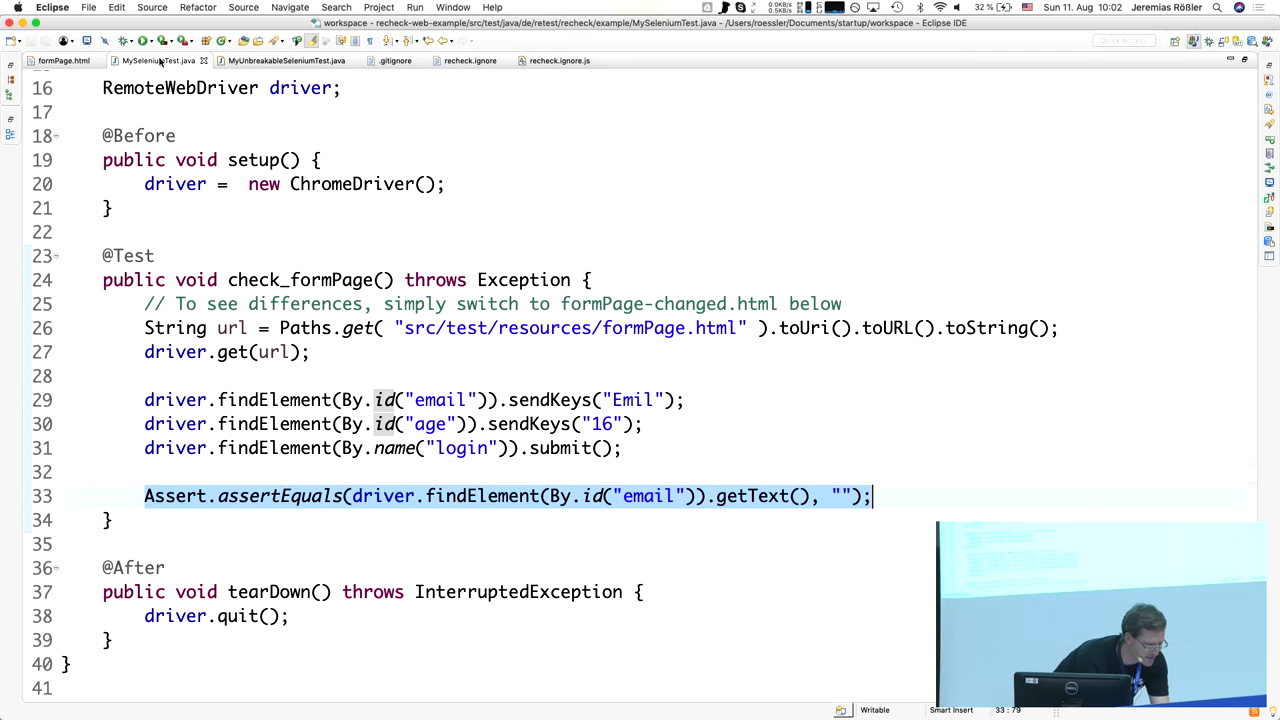 Eclipse File Edit Source Refactor Source Navigate Search Project Run Window Help 0.0KB/s 0.5KB/s 32 % Sun 11. Aug 10:02 Jeremias Rößler
workspace - recheck-web-example/src/test/java/de/retest/recheck/example/MySeleniumTest.java - /Users/roessler/Documents/startup/workspace - Eclipse IDE
Quick Access
formPage.html MySeleniumTest.java MyUnbreakableSeleniumTest.java .gitignore recheck.ignore recheck.ignore.js
16 RemoteWebDriver driver;
17
18 @Before
19 public void setup() {
20 driver = new ChromeDriver();
21 }
22
23 @Test
24 public void check_formPage() throws Exception {
25 // To see differences, simply switch to formPage-changed.html below
26 String url = Paths.get( "src/test/resources/formPage.html" ).toUri().toURL().toString();
27 driver.get(url);
28
29 driver.findElement(By.id("email")).sendKeys("Emil");
30 driver.findElement(By.id("age")).sendKeys("16");
31 driver.findElement(By.name("login")).submit();
32
33 Assert.assertEquals(driver.findElement(By.id("email")).getText(), "");
34 }
35
36 @After
37 public void tearDown() throws InterruptedException {
38 driver.quit();
39 }
40 }
41
DELL
Writable Smart Insert 33 : 79